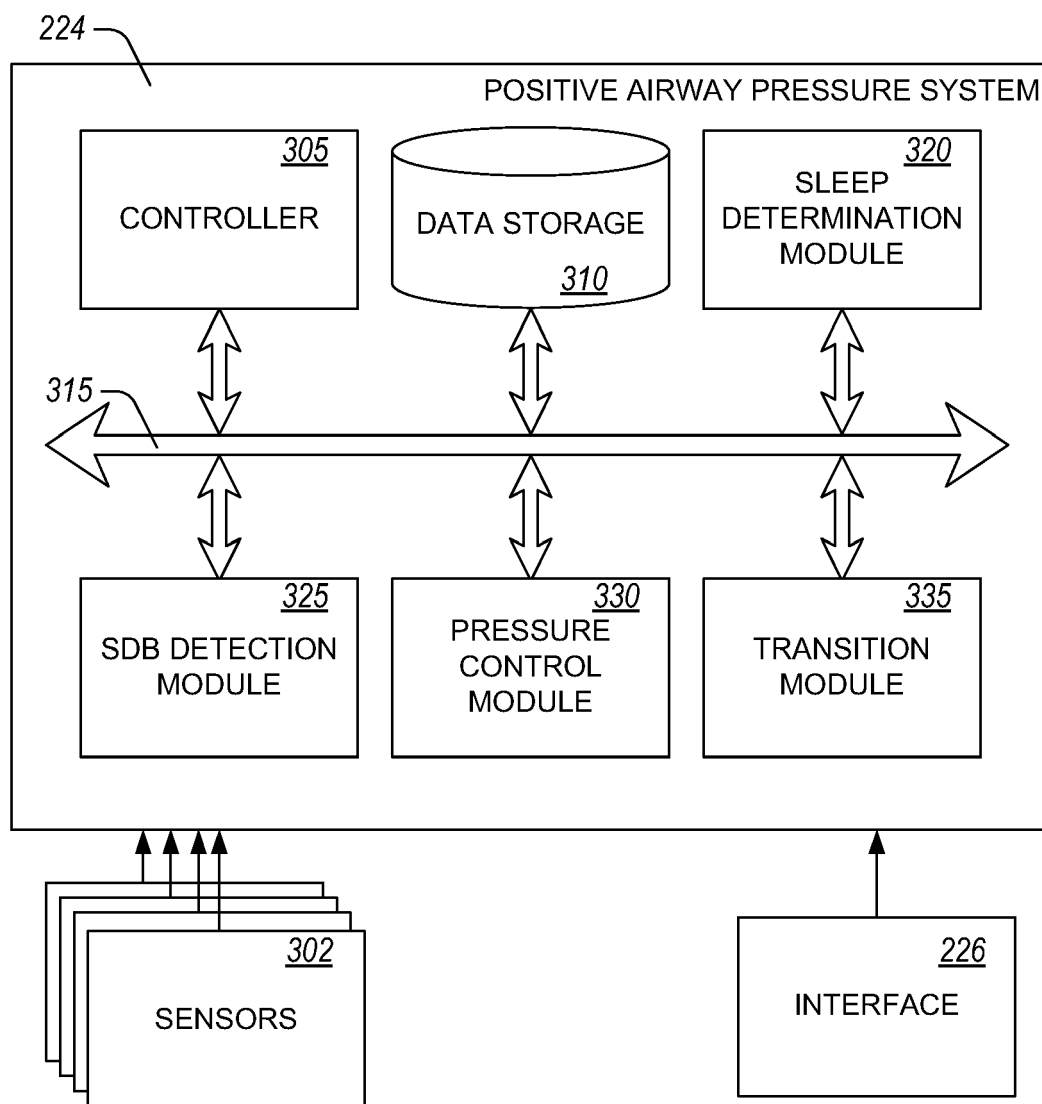 224
POSITIVE AIRWAY PRESSURE SYSTEM
305
CONTROLLER
DATA STORAGE
310
320
SLEEP
DETERMINATION
MODULE
315
325
SDB DETECTION
MODULE
330
PRESSURE
CONTROL
MODULE
335
TRANSITION
MODULE
302
SENSORS
226
INTERFACE